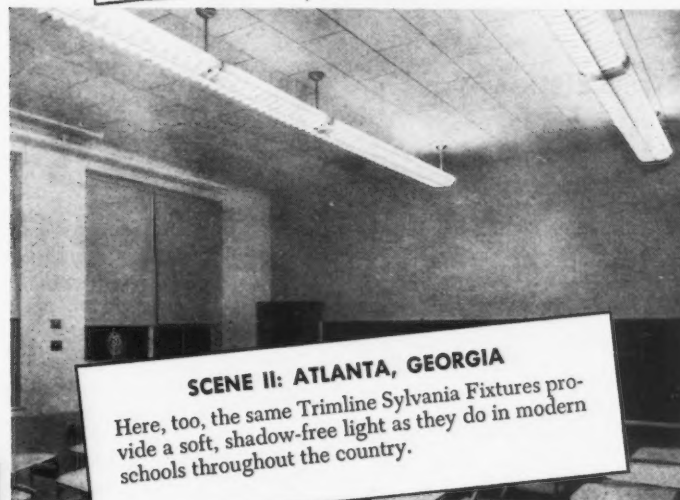 SCENE II: ATLANTA, GEORGIA
Here, too, the same Trimline Sylvania Fixtures pro-
vide a soft, shadow-free light as they do in modern
schools throughout the country.